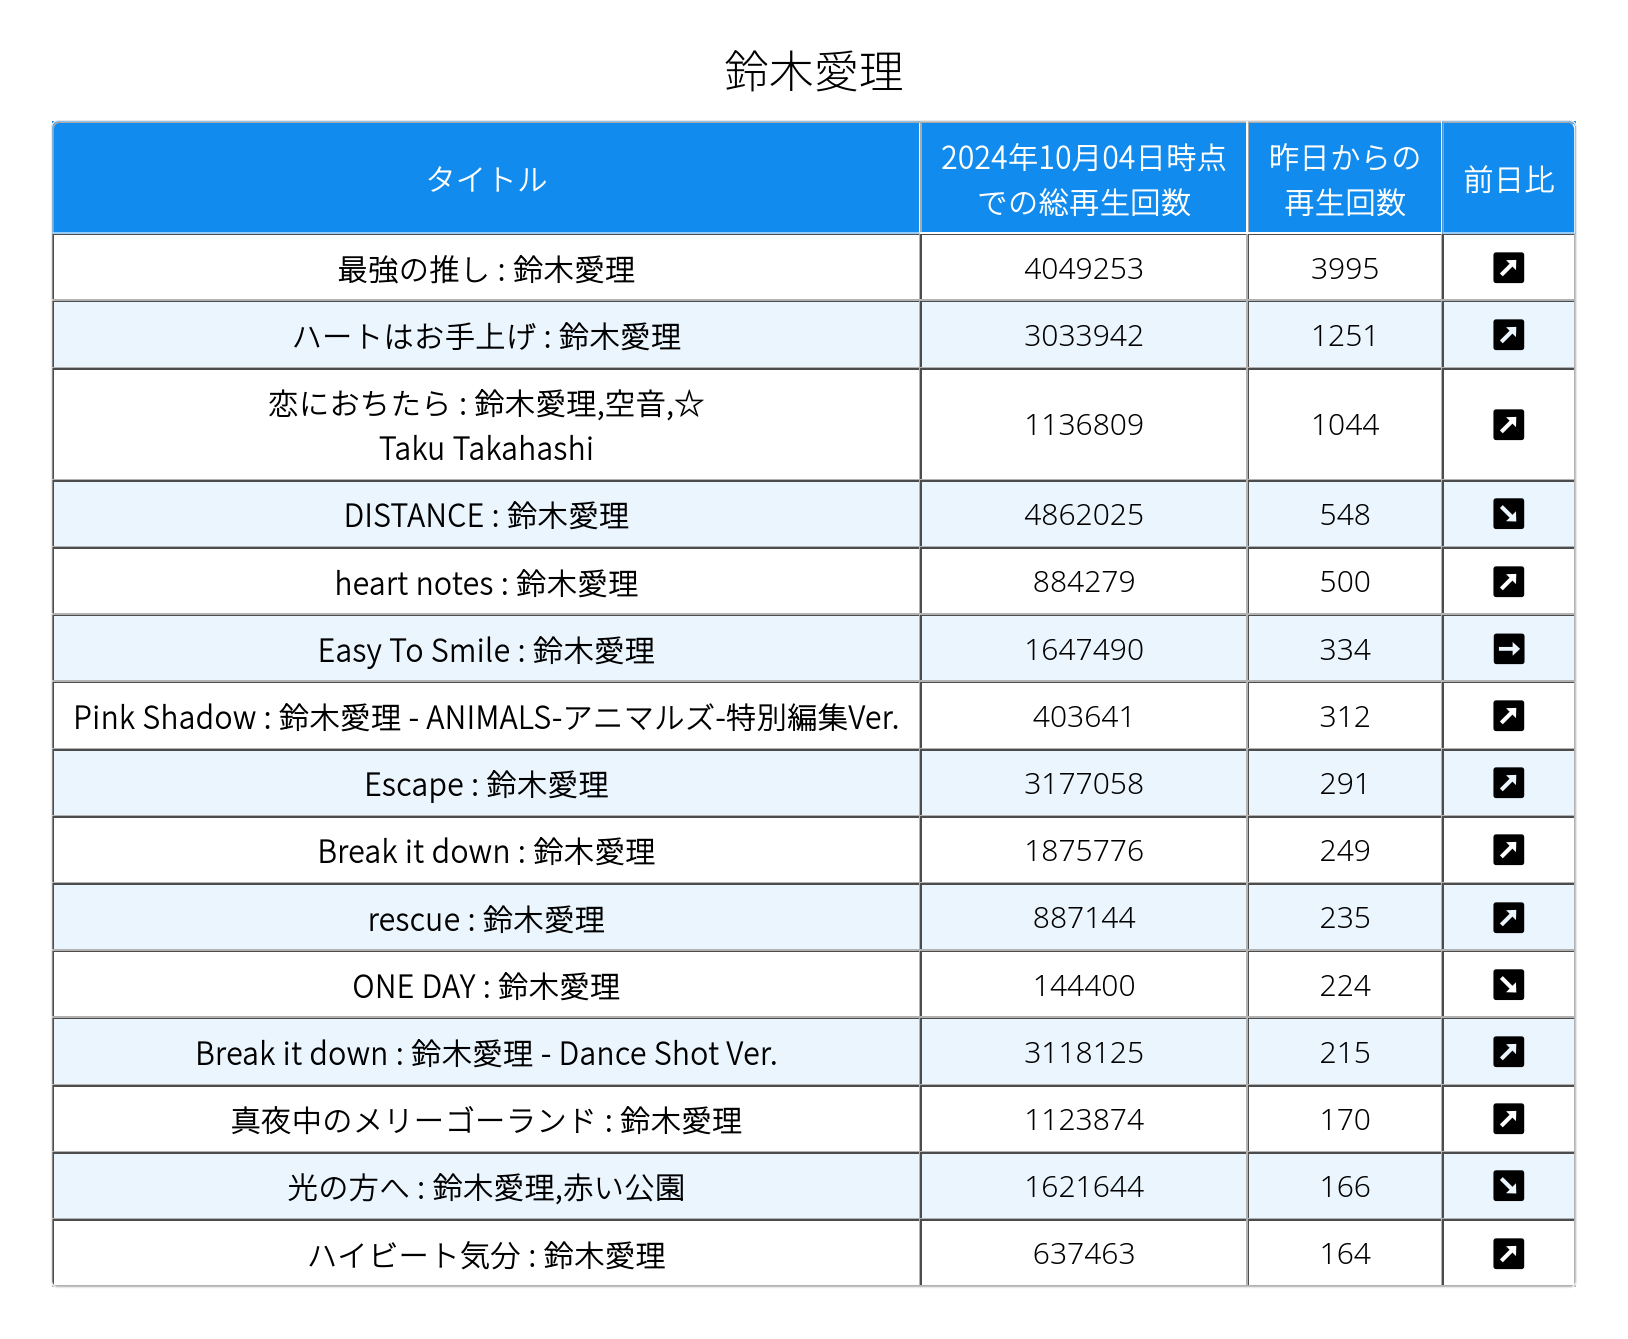 鈴木愛理
タイトル
2024年10月04日時点
での総再生回数
昨日からの
再生回数
前日比
最強の推し : 鈴木愛理 4049253 3995 ↗
ハートはお手上げ : 鈴木愛理 3033942 1251 ↗
恋におちたら : 鈴木愛理,空音,☆
Taku Takahashi 1136809 1044 ↗
DISTANCE : 鈴木愛理 4862025 548 ↘
heart notes : 鈴木愛理 884279 500 ↗
Easy To Smile : 鈴木愛理 1647490 334 →
Pink Shadow : 鈴木愛理 - ANIMALS-アニマルズ-特別編集Ver. 403641 312 ↗
Escape : 鈴木愛理 3177058 291 ↗
Break it down : 鈴木愛理 1875776 249 ↗
rescue : 鈴木愛理 887144 235 ↗
ONE DAY : 鈴木愛理 144400 224 ↘
Break it down : 鈴木愛理 - Dance Shot Ver. 3118125 215 ↗
真夜中のメリーゴーランド : 鈴木愛理 1123874 170 ↗
光の方へ : 鈴木愛理,赤い公園 1621644 166 ↘
ハイビート気分 : 鈴木愛理 637463 164 ↗